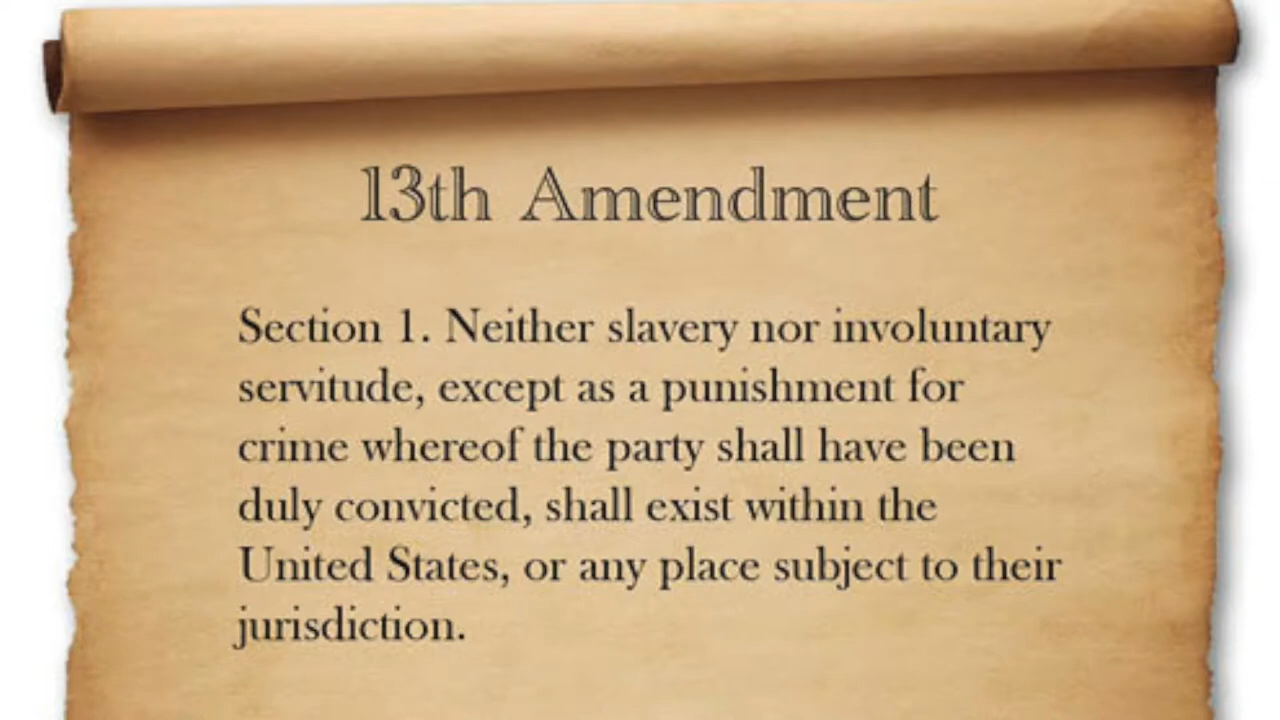 13th Amendment
Section 1. Neither slavery nor involuntary
servitude, except as a punishment for
crime whereof the party shall have been
duly convicted, shall exist within the
United States, or any place subject to their
jurisdiction.